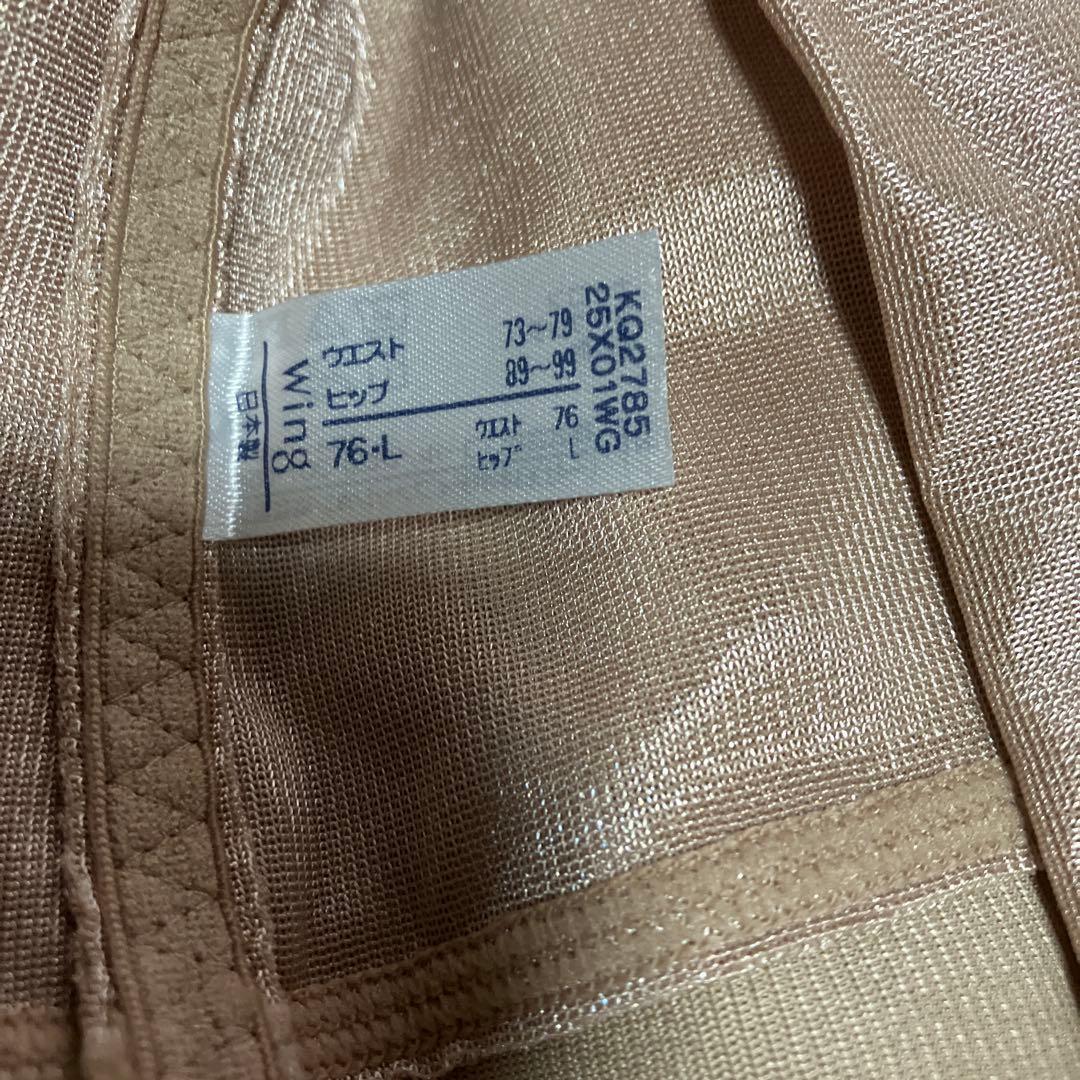 KQ2785
25X01WG
ウエスト 73~79
ヒップ 89~99
76·L
ウエスト 76
ヒップ L
Wing
日本製